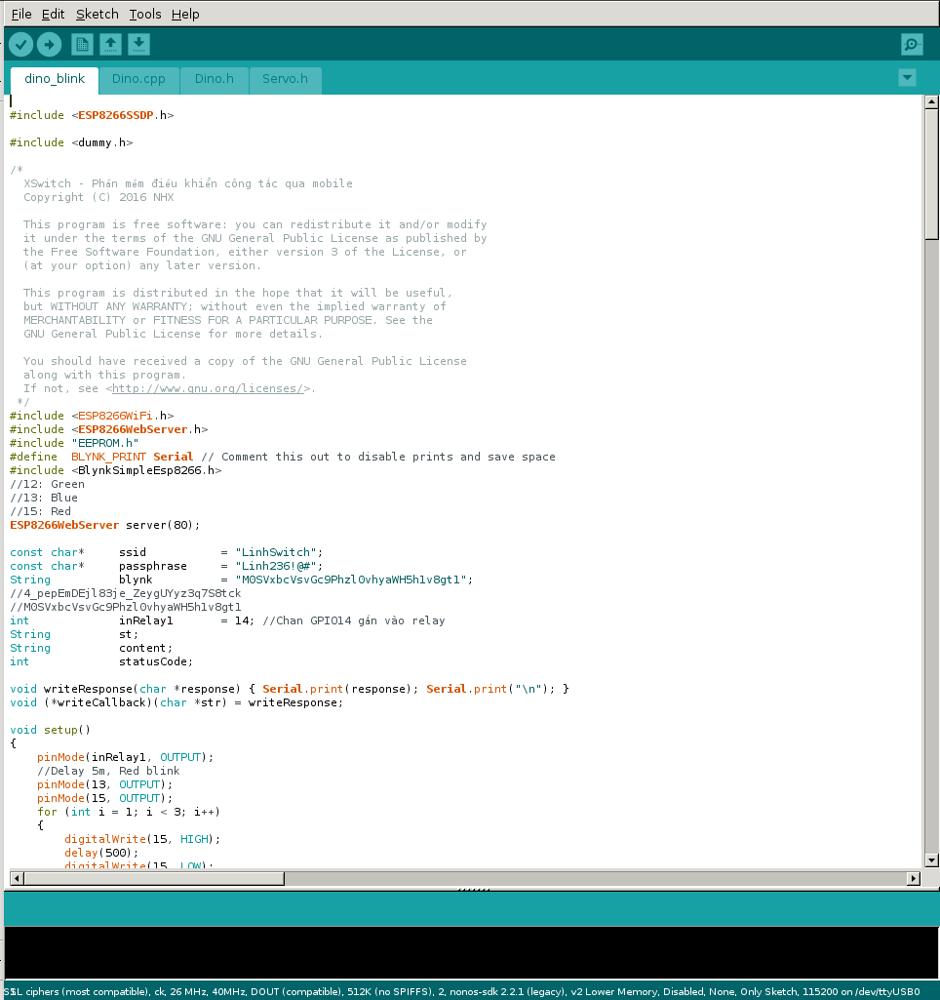 File Edit Sketch Tools Help
dino_blink Dino.cpp Dino.h Servo.h
#include <ESP8266SSDP.h>
#include <dummy.h>
/*
XSwitch - Phần mềm điều khiển công tắc qua mobile
Copyright (C) 2016 NHX
This program is free software: you can redistribute it and/or modify
it under the terms of the GNU General Public License as published by
the Free Software Foundation, either version 3 of the License, or
(at your option) any later version.
This program is distributed in the hope that it will be useful,
but WITHOUT ANY WARRANTY; without even the implied warranty of
MERCHANTABILITY or FITNESS FOR A PARTICULAR PURPOSE. See the
GNU General Public License for more details.
You should have received a copy of the GNU General Public License
along with this program.
If not, see <http://www.gnu.org/licenses/>.
*/
#include <ESP8266WiFi.h>
#include <ESP8266WebServer.h>
#include "EEPROM.h"
#define BLYNK_PRINT Serial // Comment this out to disable prints and save space
#include <BlynkSimpleEsp8266.h>
//12: Green
//13: Blue
//15: Red
ESP8266WebServer server(80);
const char* ssid = "LinhSwitch";
const char* passphrase = "Linh236!@#";
String blynk = "M0SVxbcVsvGc9Phzl0vhyaWH5h1v8gt1";
//4_pepEmDEjl83je_ZeygUYyz3q7S8tck
//M0SVxbcVsvGc9Phzl0vhyaWH5h1v8gt1
int inRelay1 = 14; //Chan GPIO14 gắn vào relay
String st;
String content;
int statusCode;
void writeResponse(char *response) { Serial.print(response); Serial.print("\n"); }
void (*writeCallback)(char *str) = writeResponse;
void setup()
{
pinMode(inRelay1, OUTPUT);
//Delay 5m, Red blink
pinMode(13, OUTPUT);
pinMode(15, OUTPUT);
for (int i = 1; i < 3; i++)
{
digitalWrite(15, HIGH);
delay(500);
digitalWrite(15, LOW);
SSL ciphers (most compatible), ck, 26 MHz, 40MHz, DOUT (compatible), 512K (no SPIFFS), 2, nonos-sdk 2.2.1 (legacy), v2 Lower Memory, Disabled, None, Only Sketch, 115200 on /dev/ttyUSB0